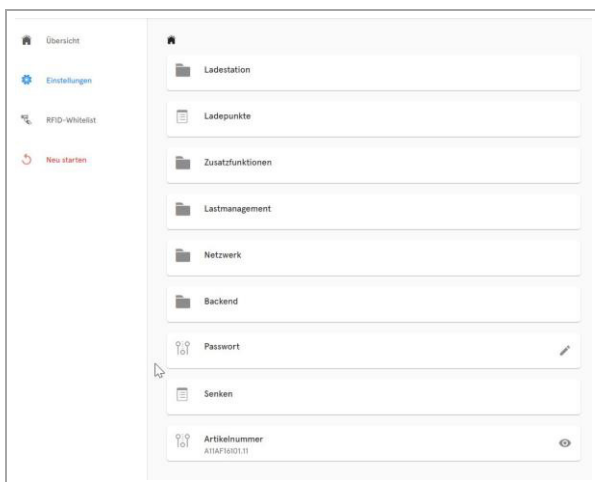 Übersicht
Einstellungen
RFID-Whitelist
Neu starten
Ladestation
Ladepunkte
Zusatzfunktionen
Lastmanagement
Netzwerk
Backend
Passwort
Senken
Artikelnummer
A11AF16101.11